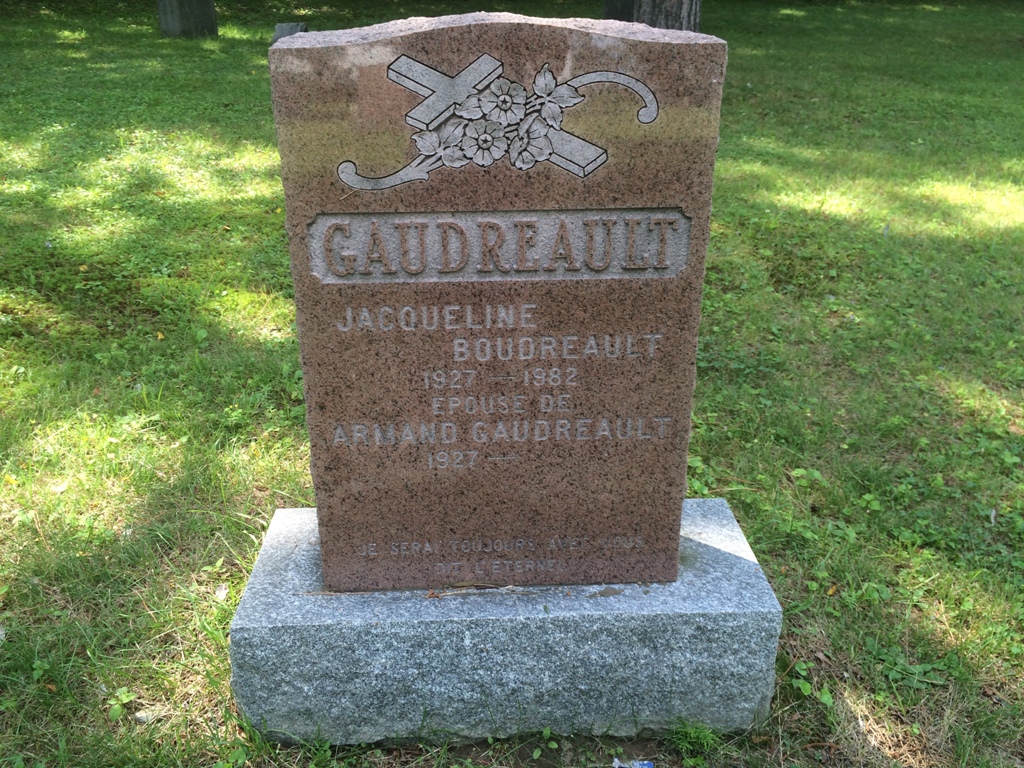 GAUDREAULT
JACQUELINE
BOUDREAULT
1927 — 1982
EPOUSE DE
ARMAND GAUDREAULT
1927 —
JE SERAI TOUJOURS AVEC VOUS
DIT L'ETERNEL